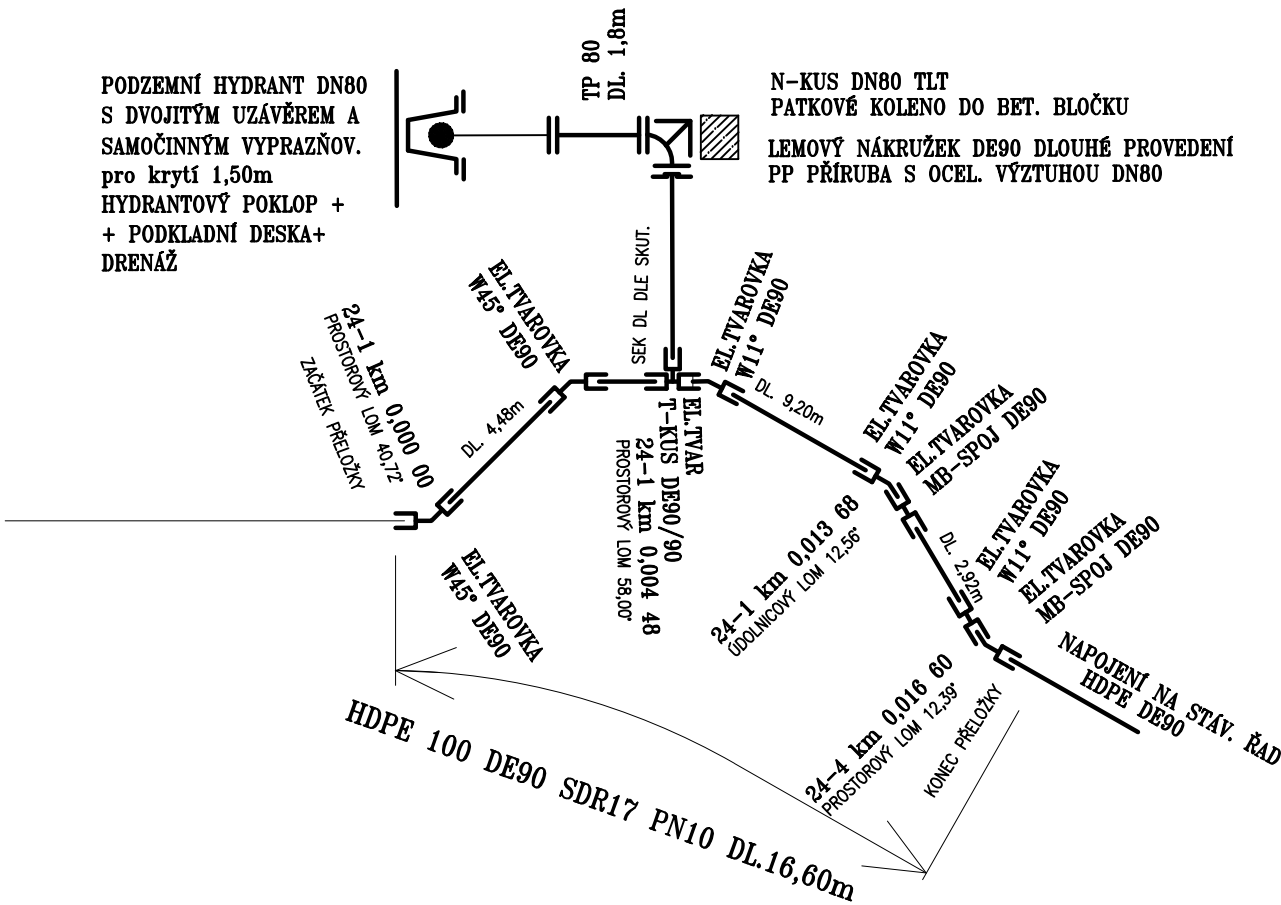 PODZEMNÍ HYDRANT DN80
S DVOJITÝM UZÁVĚREM A
SAMOČINNÝM VYPRAZŇOV.
pro krytí 1,50m
HYDRANTOVÝ POKLOP +
+ PODKLADNÍ DESKA+
DRENÁŽ
TP 80
DL. 1,8m
N-KUS DN80 TLT
PATKOVÉ KOLENO DO BET. BLOČKU
LEMOVÝ NÁKRUŽEK DE90 DLOUHÉ PROVEDENÍ
PP PŘÍRUBA S OCEL. VÝZTUHOU DN80
24-1 km 0,000 00
PROSTOROVÝ LOM 40,72°
ZAČÁTEK PŘELOŽKY
EL.TVAROVKA
W45° DE90
DL. 4,48m
EL.TVAROVKA
W45° DE90
SEK DL DLE SKUT.
EL.TVAR
T-KUS DE90/90
24-1 km 0,004 48
PROSTOROVÝ LOM 58,00°
EL.TVAROVKA
W11° DE90
DL. 9,20m
EL.TVAROVKA
W11° DE90
EL.TVAROVKA
MB-SPOJ DE90
24-1 km 0,013 68
ÚDOLNICOVÝ LOM 12,56°
DL. 2,92m
EL.TVAROVKA
W11° DE90
EL.TVAROVKA
MB-SPOJ DE90
24-4 km 0,016 60
PROSTOROVÝ LOM 12,39°
KONEC PŘELOŽKY
NAPOJENÍ NA STÁV. ŘAD
HDPE DE90
HDPE 100 DE90 SDR17 PN10 DL.16,60m